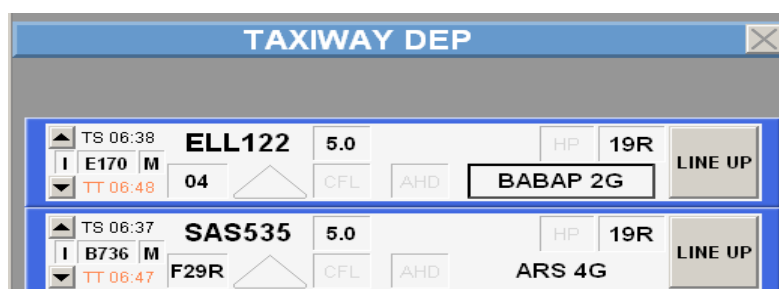 TAXIWAY DEP
TS 06:38 ELL122 5.0 HP 19R LINE UP
I E170 M
TT 06:48 04 CFL AHD BABAP 2G
TS 06:37 SAS535 5.0 HP 19R LINE UP
I B736 M
TT 06:47 F29R CFL AHD ARS 4G